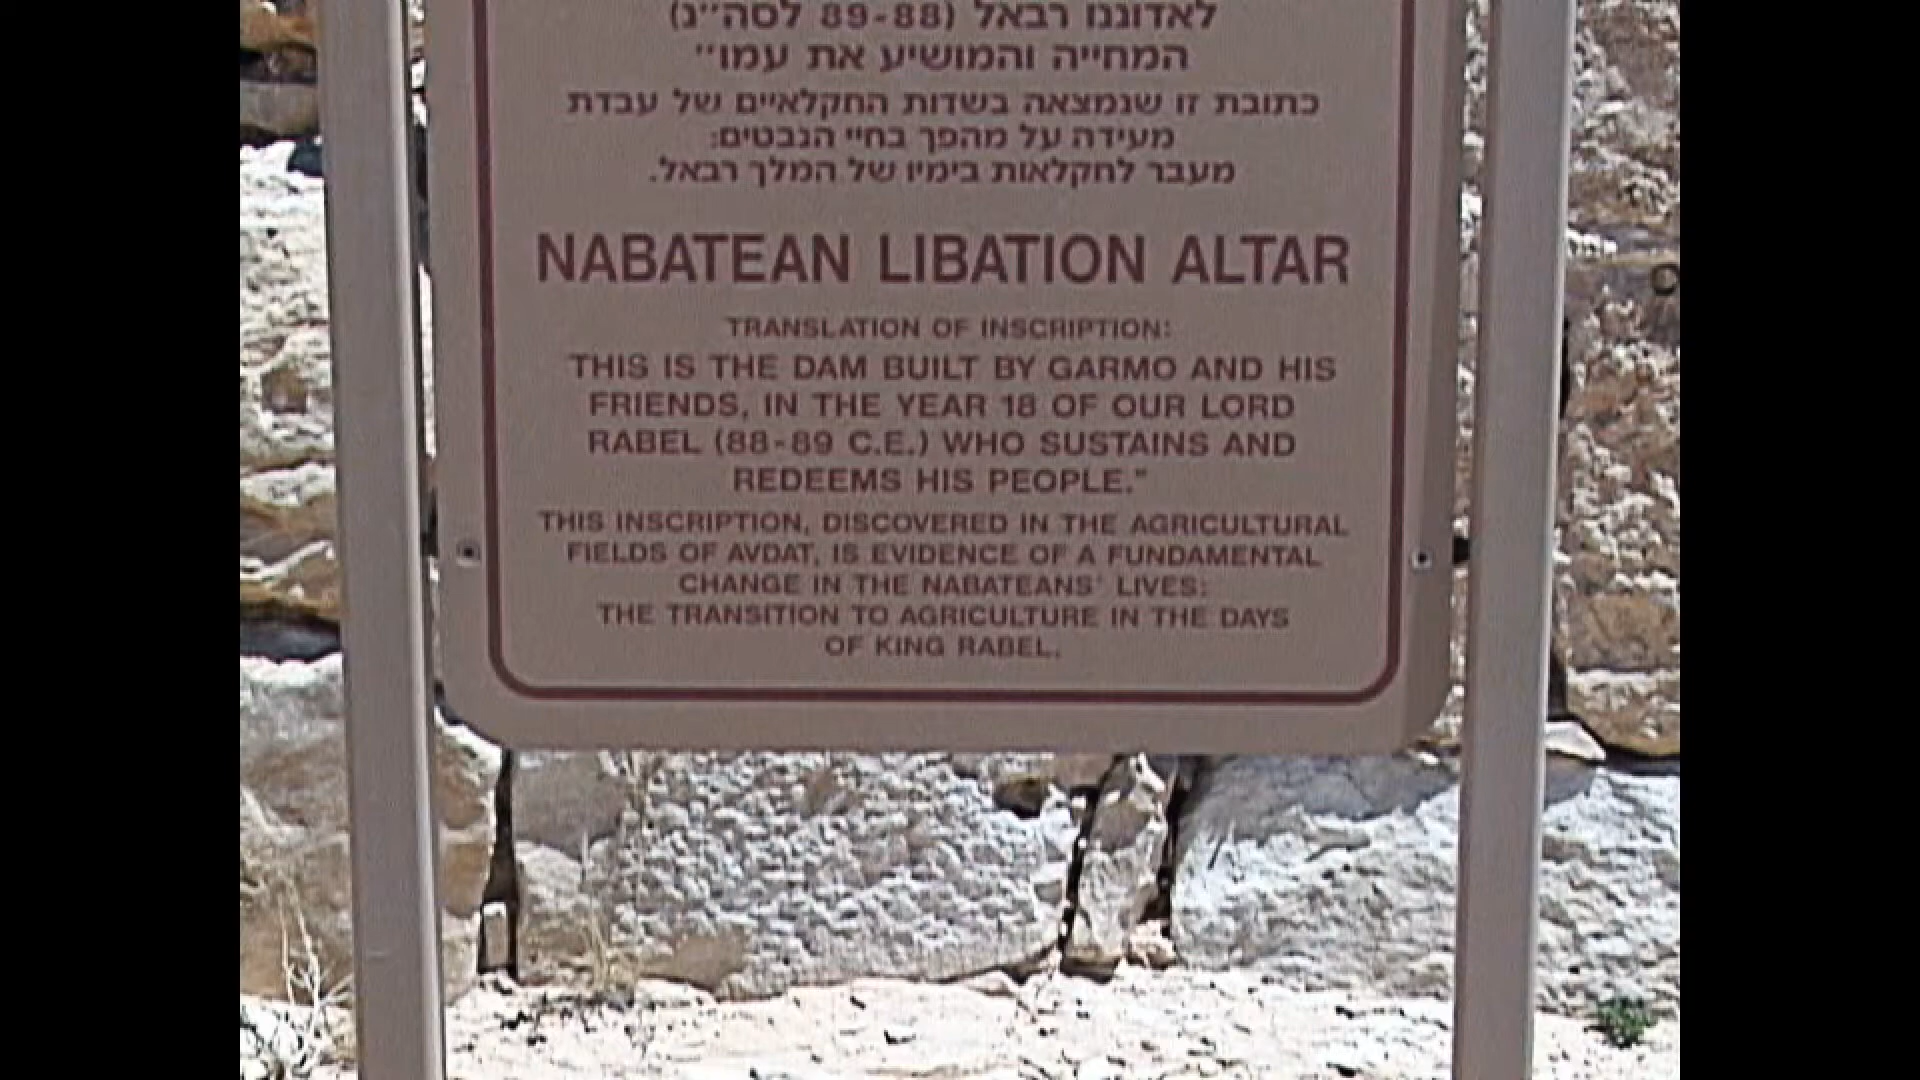 לאדוננו רבאל (89-88 לסה״נ)
המחייה והמושיע את עמו״
כתובת זו שנמצאה בשדות החקלאיים של עבדת
מעידה על מהפך בחיי הנבטים:
מעבר לחקלאות בימיו של המלך רבאל.
NABATEAN LIBATION ALTAR
TRANSLATION OF INSCRIPTION:
THIS IS THE DAM BUILT BY GARMO AND HIS
FRIENDS, IN THE YEAR 18 OF OUR LORD
RABEL (88-89 C.E.) WHO SUSTAINS AND
REDEEMS HIS PEOPLE."
THIS INSCRIPTION, DISCOVERED IN THE AGRICULTURAL
FIELDS OF AVDAT, IS EVIDENCE OF A FUNDAMENTAL
CHANGE IN THE NABATEANS' LIVES:
THE TRANSITION TO AGRICULTURE IN THE DAYS
OF KING RABEL.